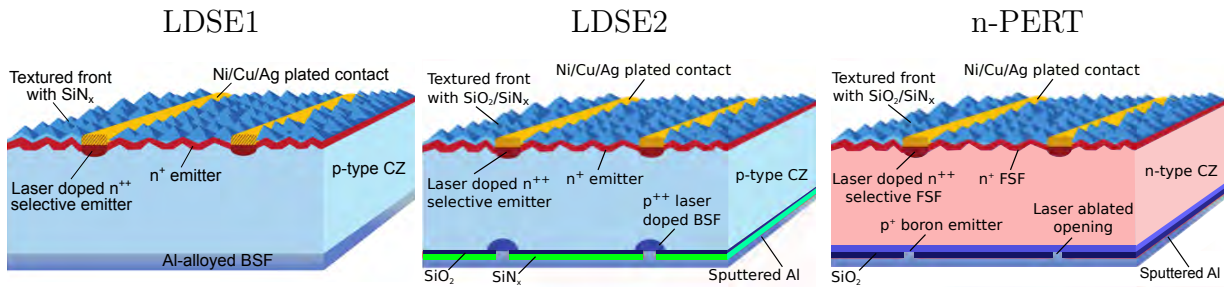 LDSE1
Textured front
with SiNₓ
Ni/Cu/Ag plated contact
Laser doped n⁺⁺
selective emitter
n⁺ emitter
p-type CZ
Al-alloyed BSF
LDSE2
Textured front
with SiO₂/SiNₓ
Ni/Cu/Ag plated contact
Laser doped n⁺⁺
selective emitter
n⁺ emitter
p-type CZ
p⁺⁺ laser
doped BSF
SiO₂
SiNₓ
Sputtered Al
n-PERT
Textured front
with SiO₂/SiNₓ
Ni/Cu/Ag plated contact
Laser doped n⁺⁺
selective FSF
n⁺ FSF
n-type CZ
p⁺ boron emitter
Laser ablated
opening
SiO₂
Sputtered Al